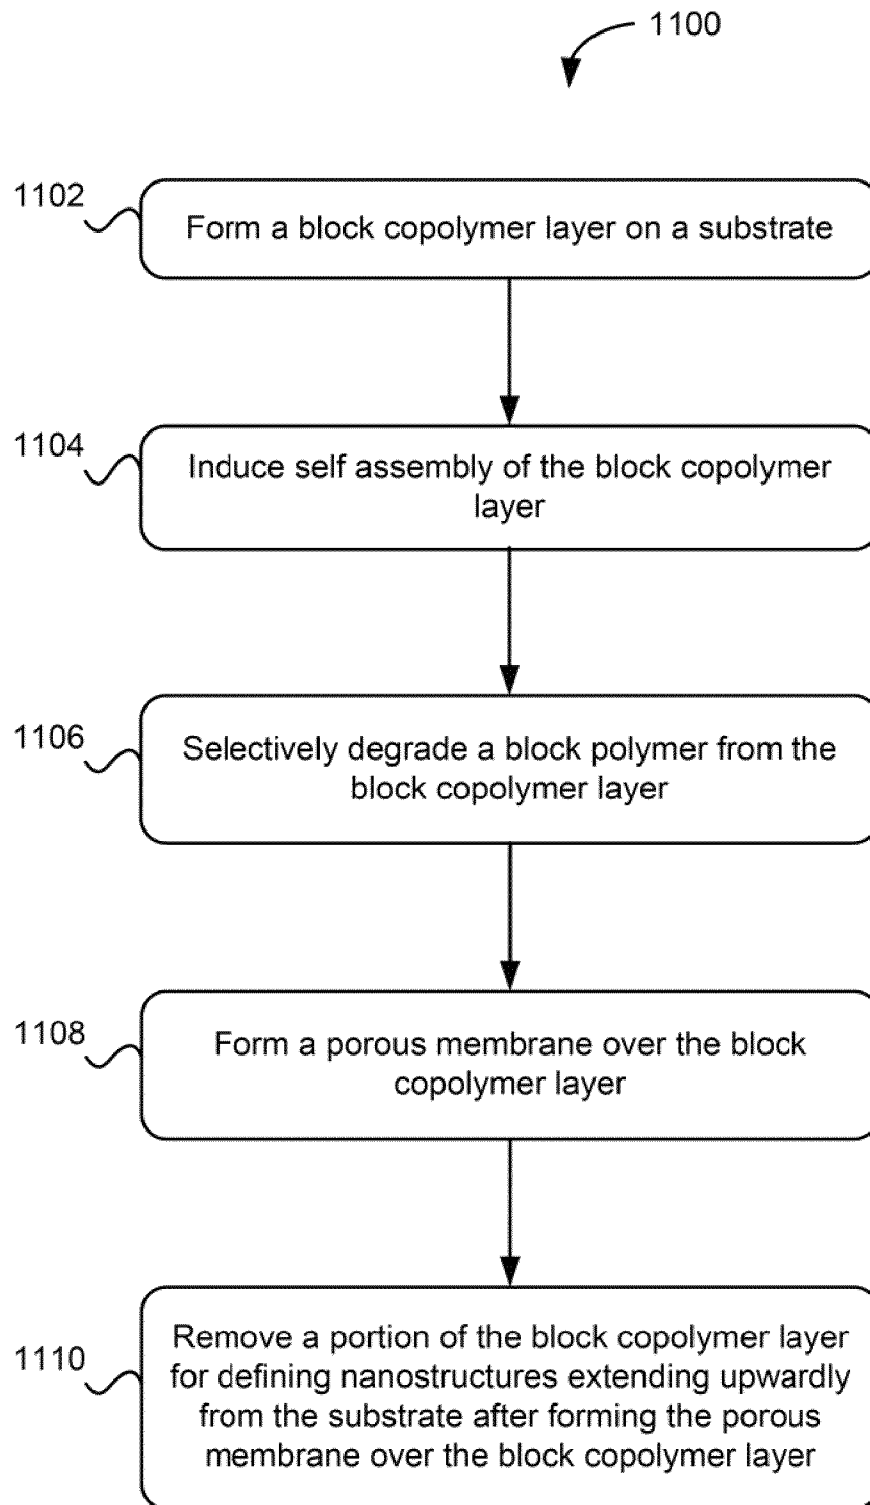 1100
1102
Form a block copolymer layer on a substrate
1104
Induce self assembly of the block copolymer
layer
1106
Selectively degrade a block polymer from the
block copolymer layer
1108
Form a porous membrane over the block
copolymer layer
1110
Remove a portion of the block copolymer layer
for defining nanostructures extending upwardly
from the substrate after forming the porous
membrane over the block copolymer layer